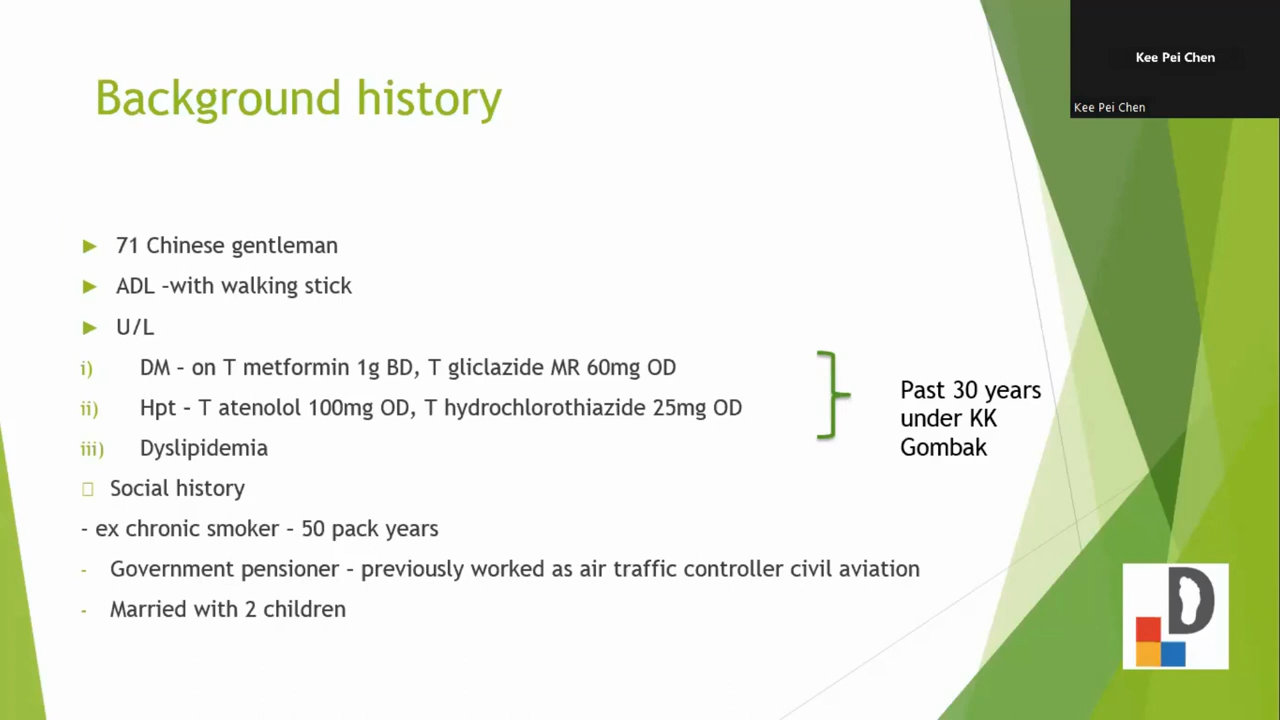 Kee Pei Chen
Kee Pei Chen
Background history
71 Chinese gentleman
ADL –with walking stick
U/L
i) DM – on T metformin 1g BD, T gliclazide MR 60mg OD
ii) Hpt – T atenolol 100mg OD, T hydrochlorothiazide 25mg OD
iii) Dyslipidemia
Past 30 years
under KK
Gombak
Social history
- ex chronic smoker – 50 pack years
- Government pensioner – previously worked as air traffic controller civil aviation
- Married with 2 children
D